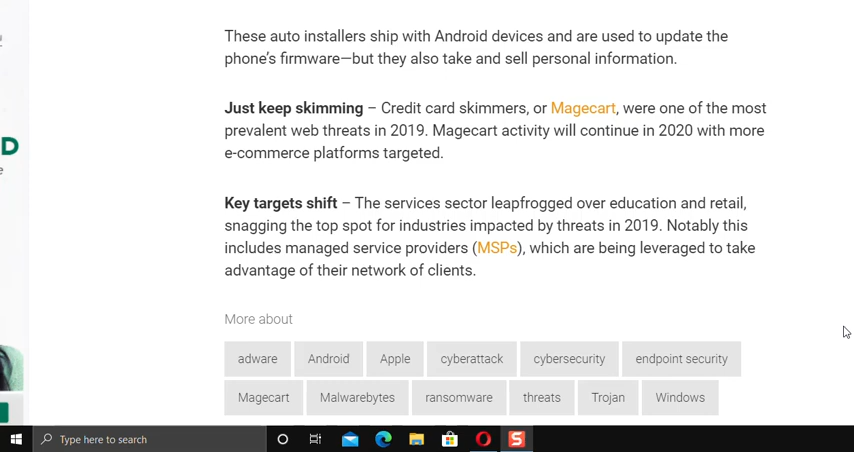 These auto installers ship with Android devices and are used to update the
phone's firmware—but they also take and sell personal information.
Just keep skimming – Credit card skimmers, or Magecart, were one of the most
prevalent web threats in 2019. Magecart activity will continue in 2020 with more
e-commerce platforms targeted.
Key targets shift – The services sector leapfrogged over education and retail,
snagging the top spot for industries impacted by threats in 2019. Notably this
includes managed service providers (MSPs), which are being leveraged to take
advantage of their network of clients.
More about
adware Android Apple cyberattack cybersecurity endpoint security
Magecart Malwarebytes ransomware threats Trojan Windows
Type here to search